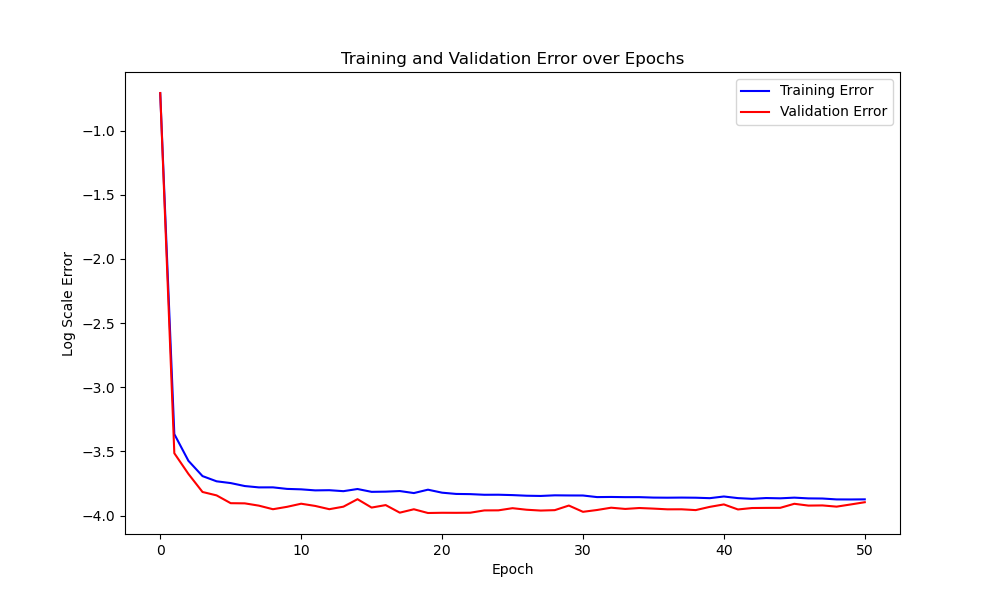 Training and Validation Error over Epochs
Training Error
Validation Error
−1.0
−1.5
−2.0
−2.5
−3.0
−3.5
−4.0
Log Scale Error
0 10 20 30 40 50
Epoch